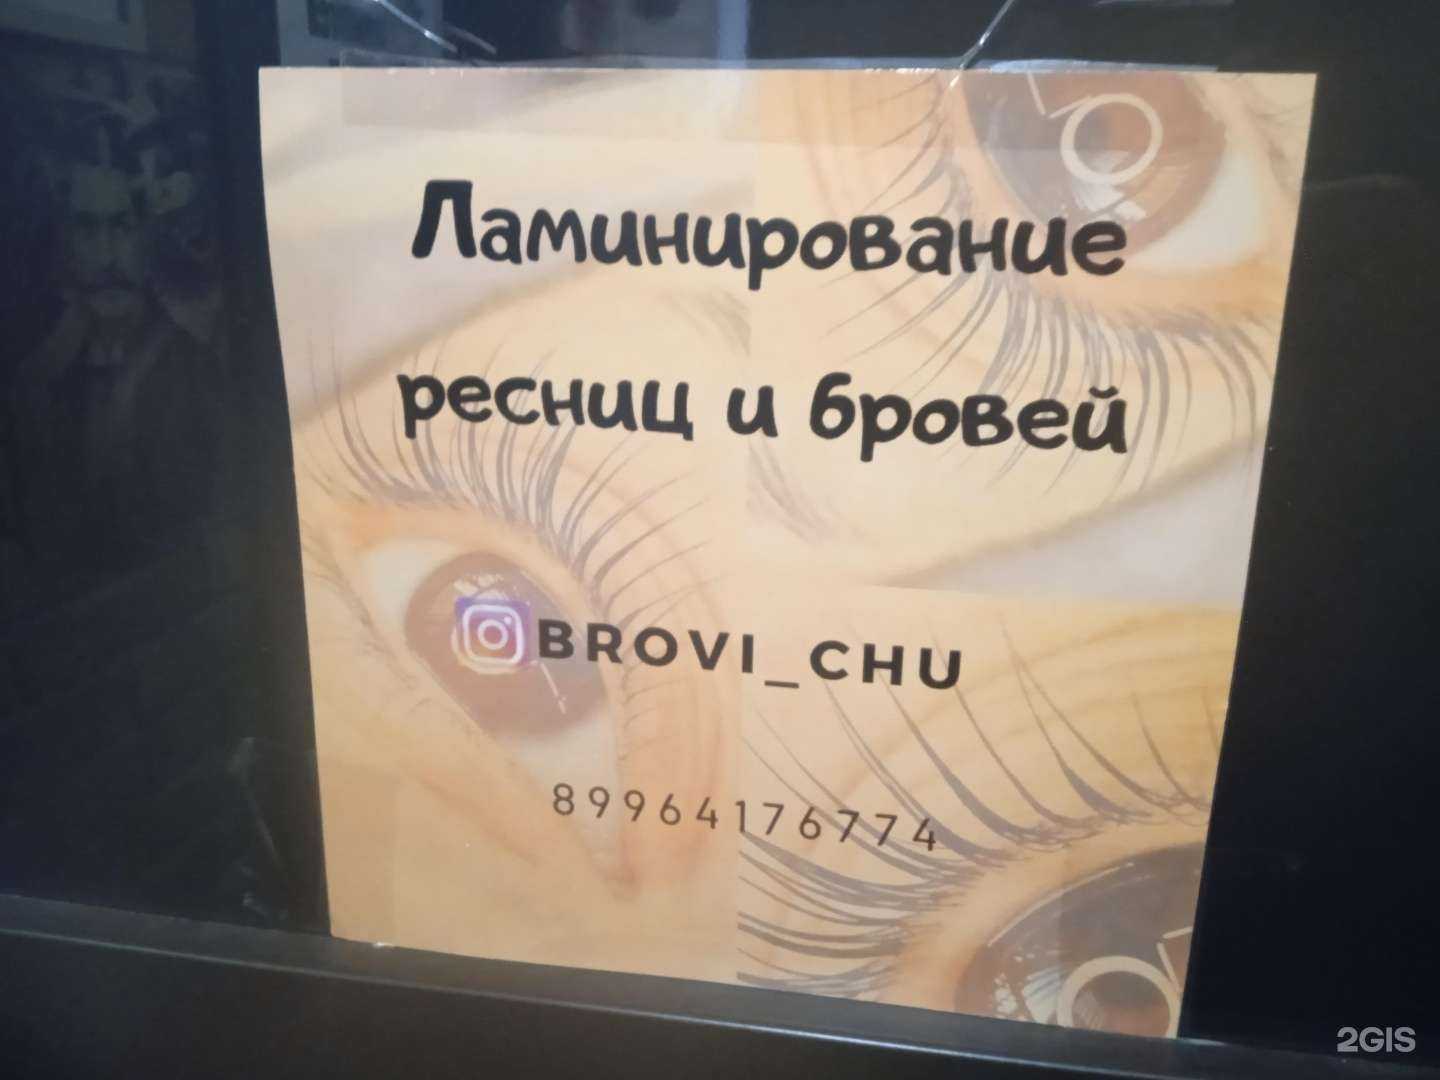 Ламинирование
ресниц и бровей
BROVI_CHU
89964176774
2GIS